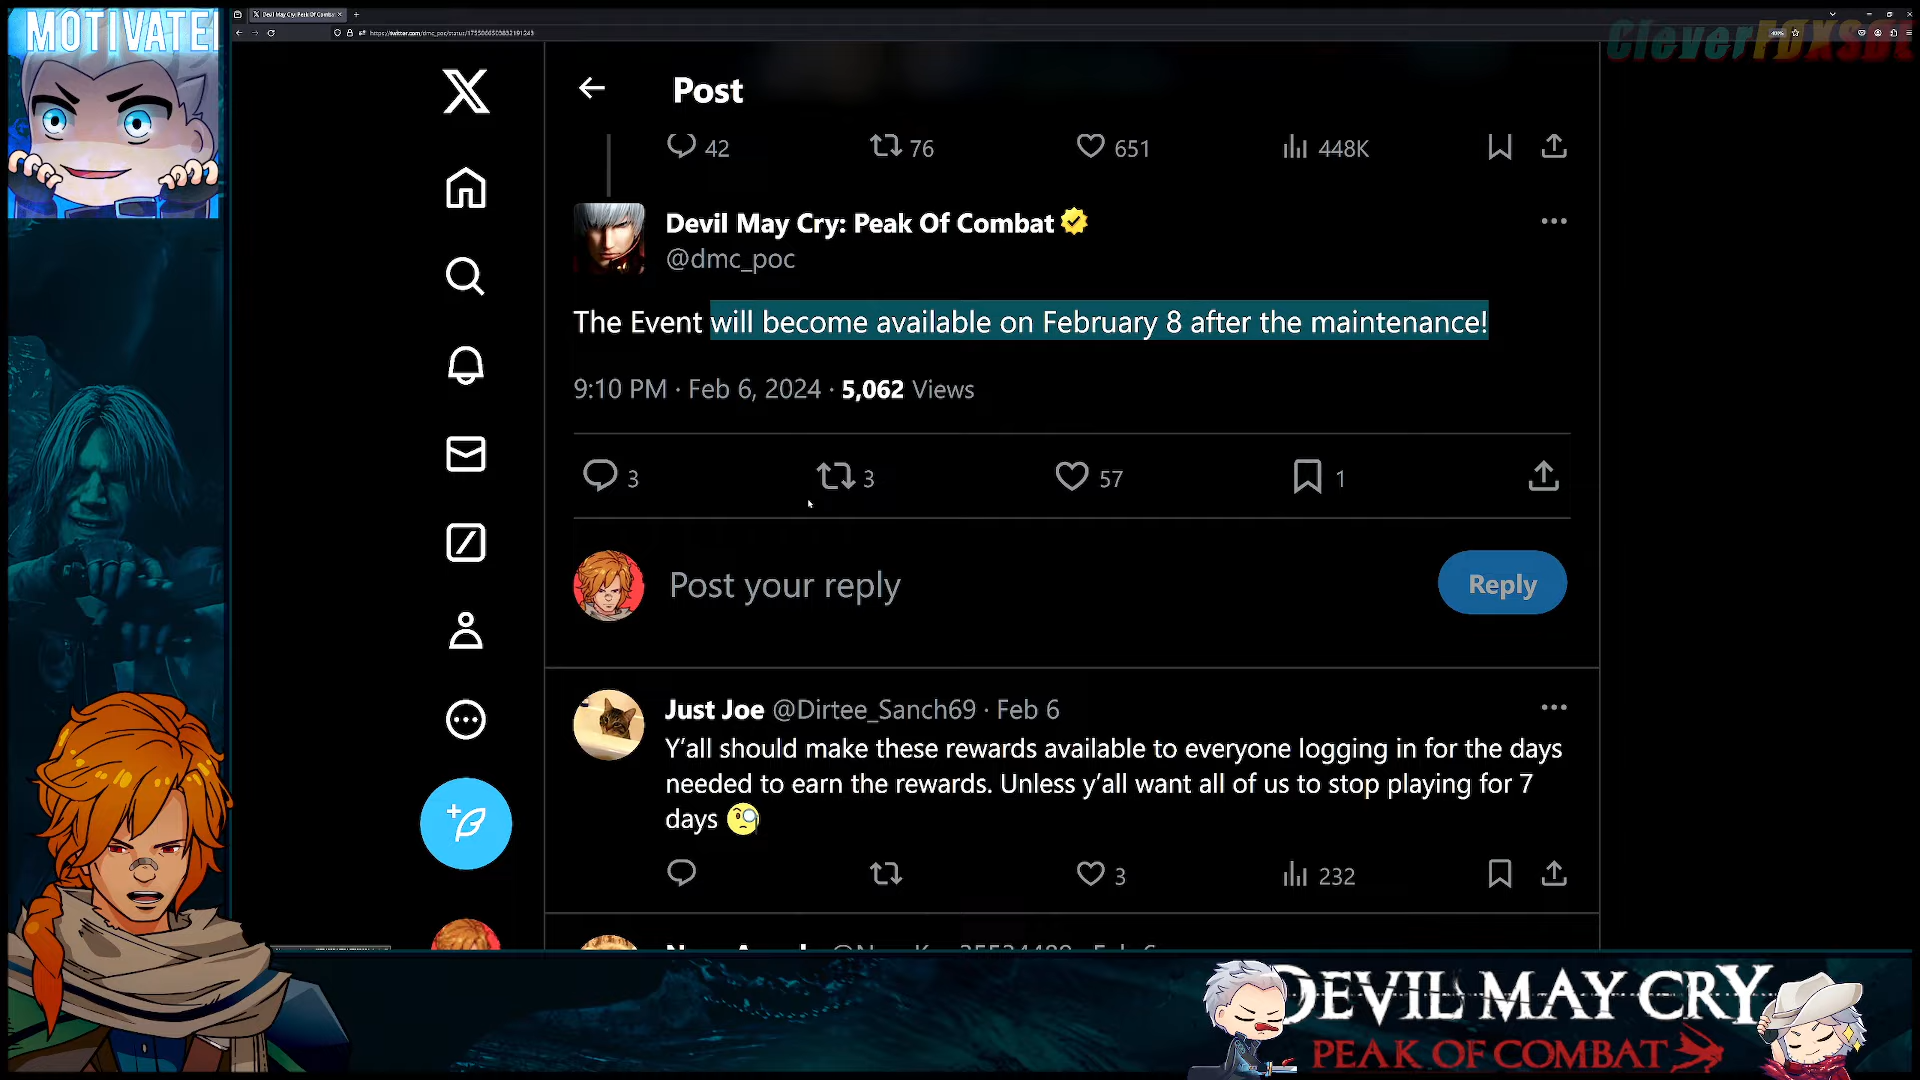 MOTIVATE
Devil May Cry: Peak Of Comba
CleverF0XSDE
Post
42
76
651
448K
Devil May Cry: Peak Of Combat
@dmc_poc
The Event will become available on February 8 after the maintenance!
9:10 PM · Feb 6, 2024 · 5,062 Views
3
3
57
1
Post your reply
Reply
Just Joe @Dirtee_Sanch69 · Feb 6
Y'all should make these rewards available to everyone logging in for the days
needed to earn the rewards. Unless y'all want all of us to stop playing for 7
days 🧐
3
232
DEVIL MAY CRY
PEAK OF COMBAT